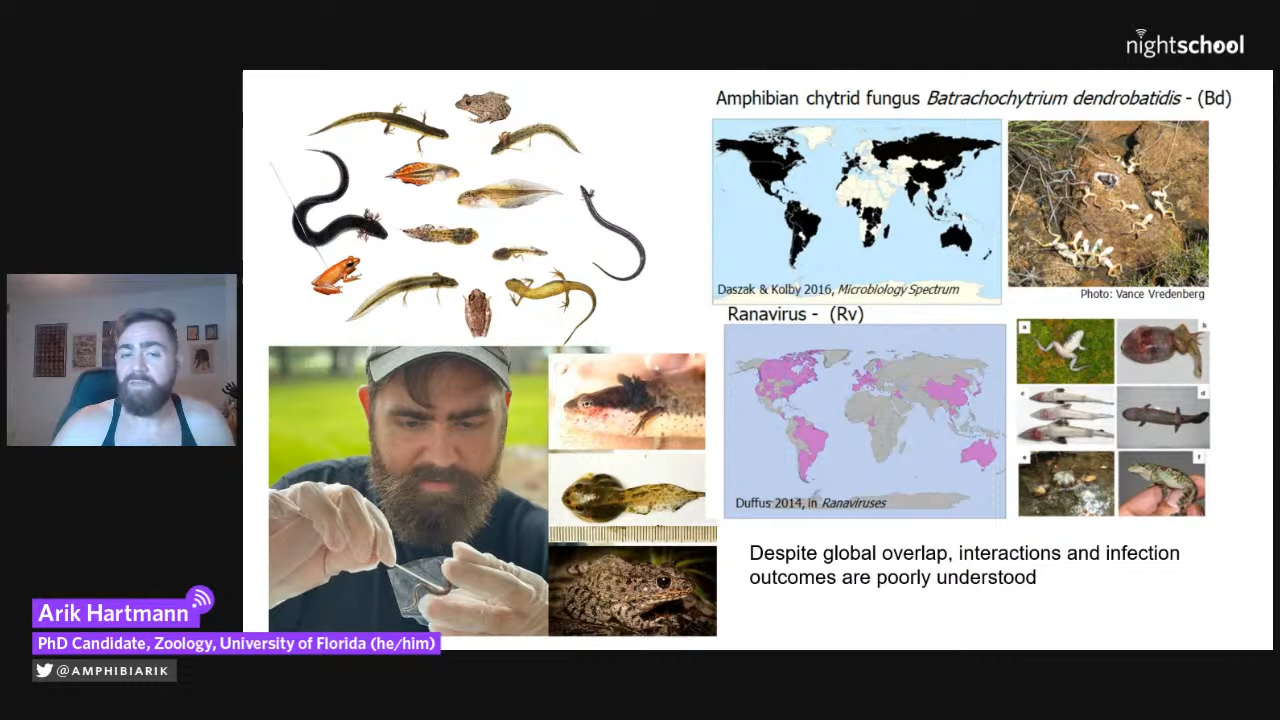 nightschool
Amphibian chytrid fungus Batrachochytrium dendrobatidis - (Bd)
Daszak & Kolby 2016, Microbiology Spectrum
Photo: Vance Vredenberg
Ranavirus - (Rv)
a
b
c
d
e
f
Duffus 2014, in Ranaviruses
Despite global overlap, interactions and infection
outcomes are poorly understood
Arik Hartmann
PhD Candidate, Zoology, University of Florida (he/him)
@AMPHIBIARIK